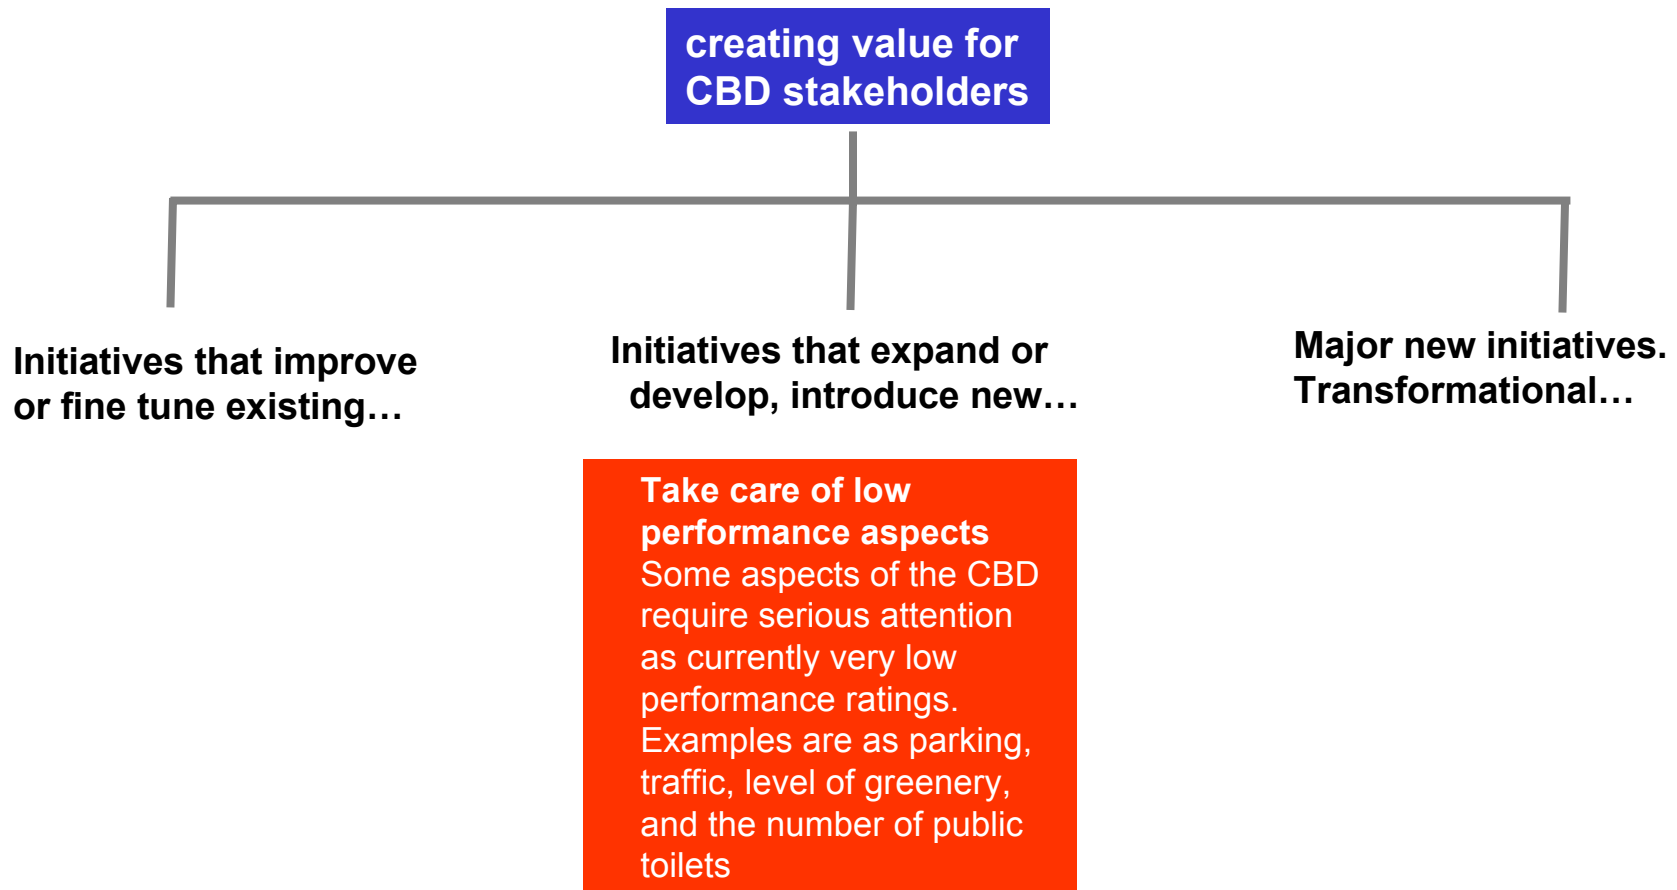 creating value for
CBD stakeholders
Initiatives that improve
or fine tune existing…
Initiatives that expand or
develop, introduce new…
Major new initiatives.
Transformational…
Take care of low
performance aspects
Some aspects of the CBD
require serious attention
as currently very low
performance ratings.
Examples are as parking,
traffic, level of greenery,
and the number of public
toilets